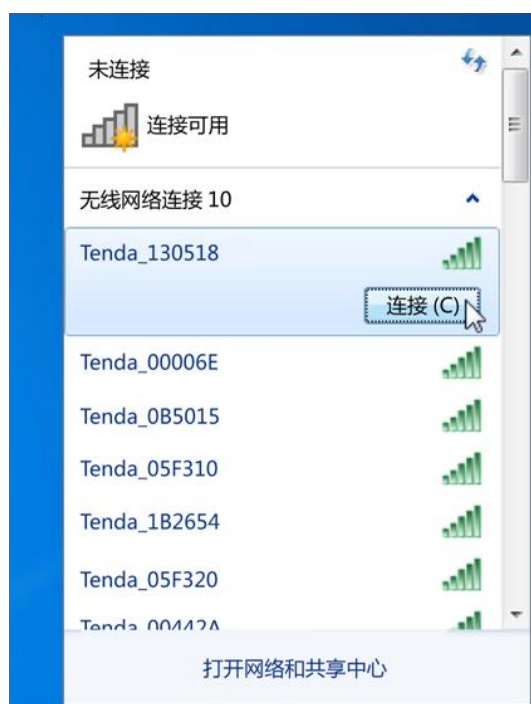 未连接
连接可用
无线网络连接 10
Tenda_130518
连接 (C)
Tenda_00006E
Tenda_0B5015
Tenda_05F310
Tenda_1B2654
Tenda_05F320
Tenda_00442A
打开网络和共享中心